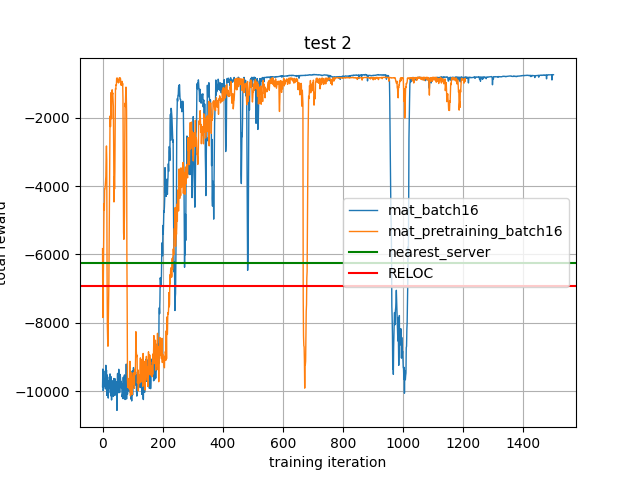 test 2
total reward
−2000
−4000
−6000
−8000
−10000
mat_batch16
mat_pretraining_batch16
nearest_server
RELOC
0 200 400 600 800 1000 1200 1400
training iteration